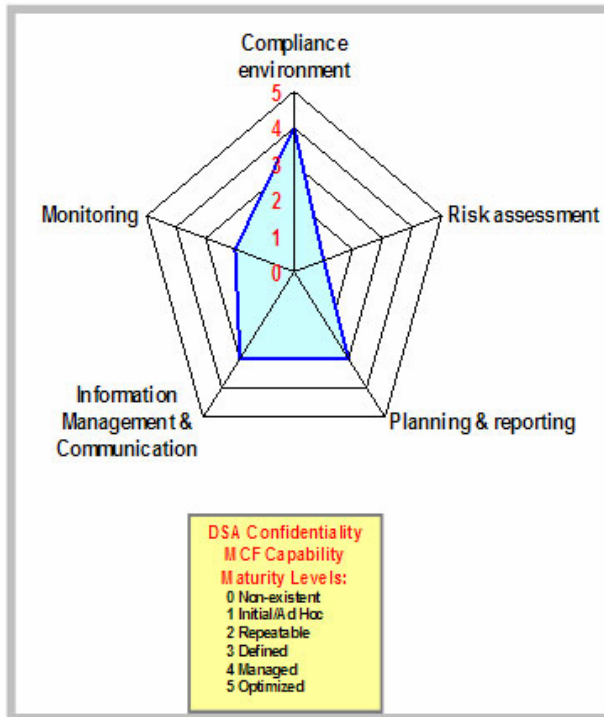 Compliance
environment
5
4
3
2
1
0
Monitoring
Risk assessment
Information
Management &
Communication
Planning & reporting
DSA Confidentiality
MCF Capability
Maturity Levels:
0 Non-existent
1 Initial/Ad Hoc
2 Repeatable
3 Defined
4 Managed
5 Optimized